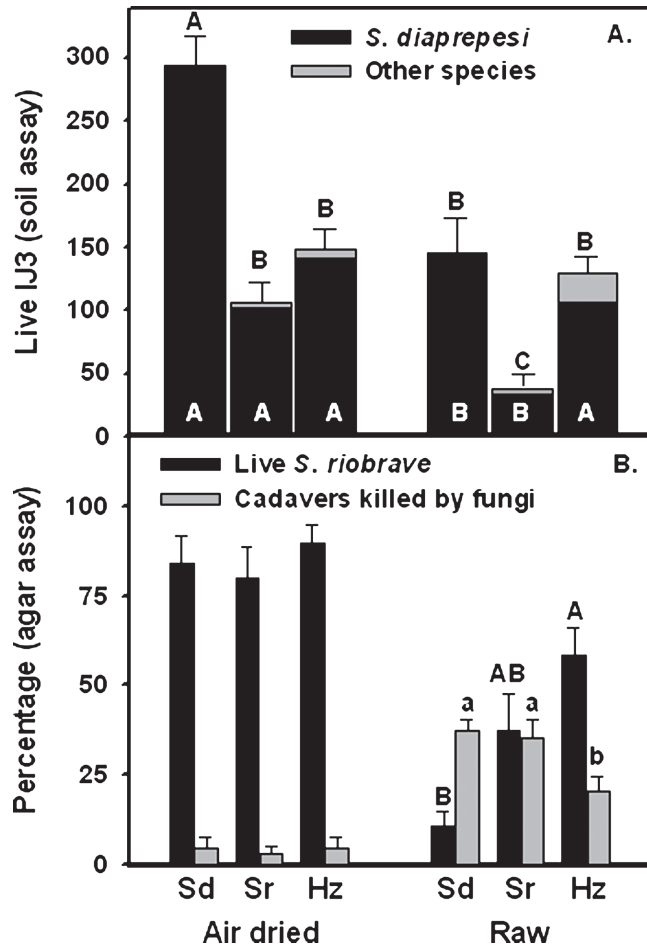 A
S. diaprepesi
A.
Other species
300
250
200
150
100
50
0
Live IJ3 (soil assay)
B
B
B
C
B
A
A
A
B
B
A
Live S. riobrave
B.
Cadavers killed by fungi
100
75
50
25
0
Percentage (agar assay)
B
a
AB
a
A
b
Sd
Sr
Hz
Sd
Sr
Hz
Air dried
Raw